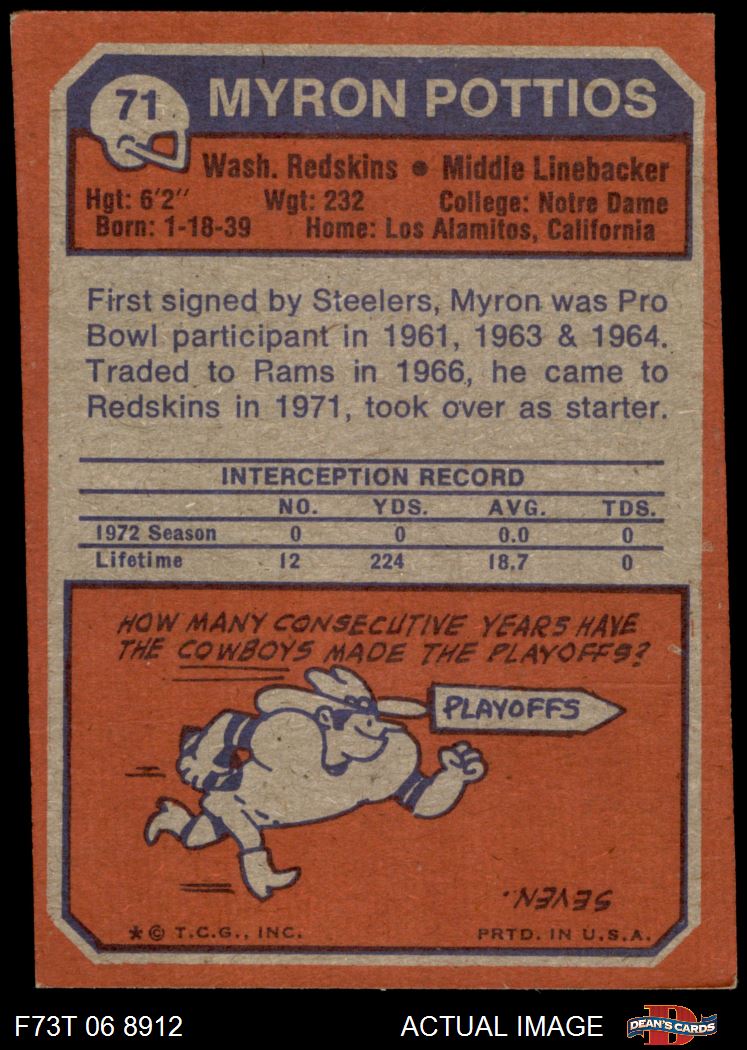 71 MYRON POTTIOS
Wash. Redskins • Middle Linebacker
Hgt: 6'2" Wgt: 232 College: Notre Dame
Born: 1-18-39 Home: Los Alamitos, California
First signed by Steelers, Myron was Pro
Bowl participant in 1961, 1963 & 1964.
Traded to Rams in 1966, he came to
Redskins in 1971, took over as starter.
INTERCEPTION RECORD
NO. YDS. AVG. TDS.
1972 Season 0 0 0.0 0
Lifetime 12 224 18.7 0
HOW MANY CONSECUTIVE YEARS HAVE
THE COWBOYS MADE THE PLAYOFFS?
PLAYOFFS
SEVEN.
* © T.C.G., INC. PRTD. IN U.S.A.
F73T 06 8912 ACTUAL IMAGE D DEAN'S CARDS